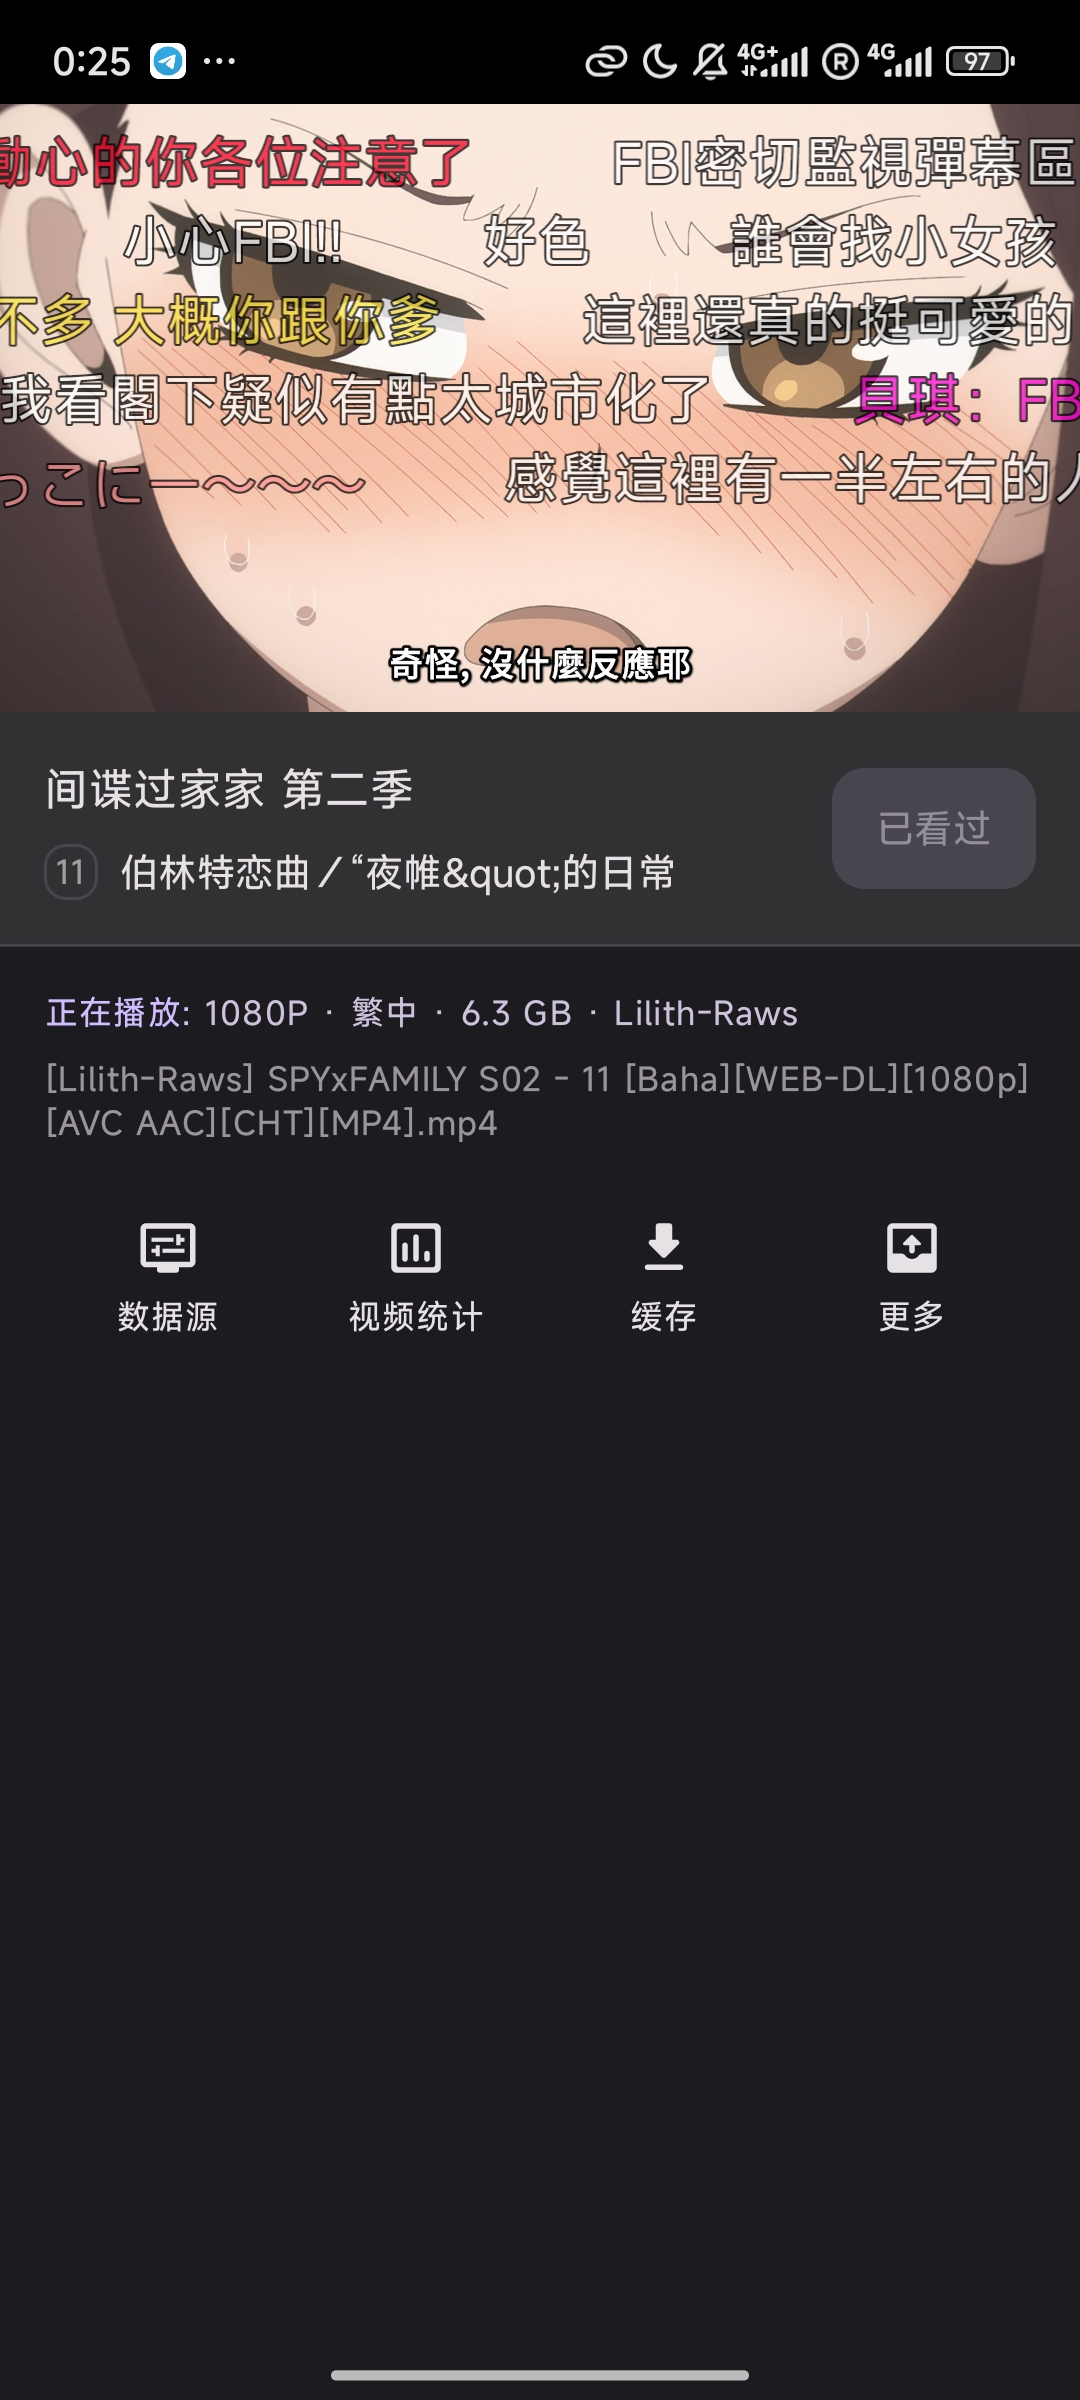 0:25 ... 4G+ R 4G 97
動心的你各位注意了 FBI密切監視彈幕區
小心FBI!! 好色 誰會找小女孩
不多 大概你跟你爹 這裡還真的挺可愛的
我看閣下疑似有點太城市化了 貝琪：FB
っこにー～～～ 感覺這裡有一半左右的人
奇怪, 沒什麼反應耶
间谍过家家 第二季
已看过
11 伯林特恋曲／“夜帷&quot;的日常
正在播放: 1080P · 繁中 · 6.3 GB · Lilith-Raws
[Lilith-Raws] SPYxFAMILY S02 - 11 [Baha][WEB-DL][1080p]
[AVC AAC][CHT][MP4].mp4
数据源 视频统计 缓存 更多